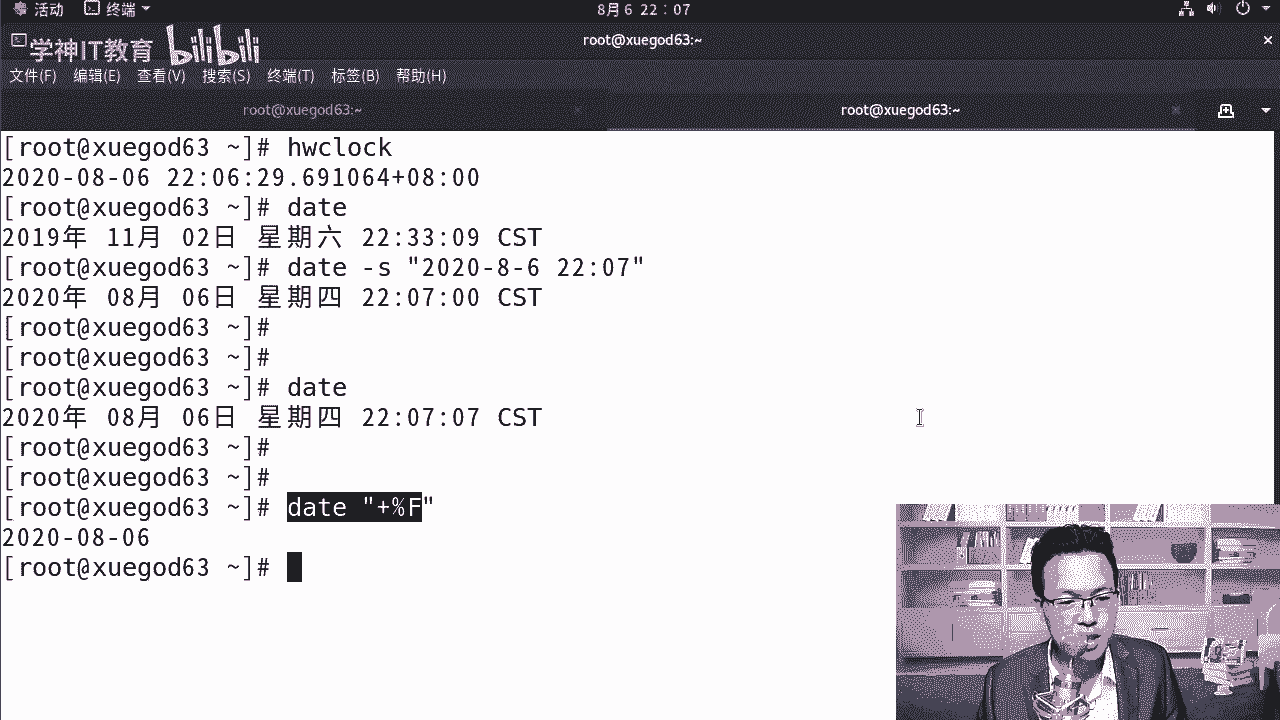 活动 终端 8月6 22：07
学神IT教育 bilibili
root@xuegod63:~
文件(F) 编辑(E) 查看(V) 搜索(S) 终端(T) 标签(B) 帮助(H)
root@xuegod63:~ root@xuegod63:~
[root@xuegod63 ~]# hwclock
2020-08-06 22:06:29.691064+08:00
[root@xuegod63 ~]# date
2019年 11月 02日 星期六 22:33:09 CST
[root@xuegod63 ~]# date -s "2020-8-6 22:07"
2020年 08月 06日 星期四 22:07:00 CST
[root@xuegod63 ~]#
[root@xuegod63 ~]#
[root@xuegod63 ~]# date
2020年 08月 06日 星期四 22:07:07 CST
[root@xuegod63 ~]#
[root@xuegod63 ~]#
[root@xuegod63 ~]# date "+%F"
2020-08-06
[root@xuegod63 ~]#